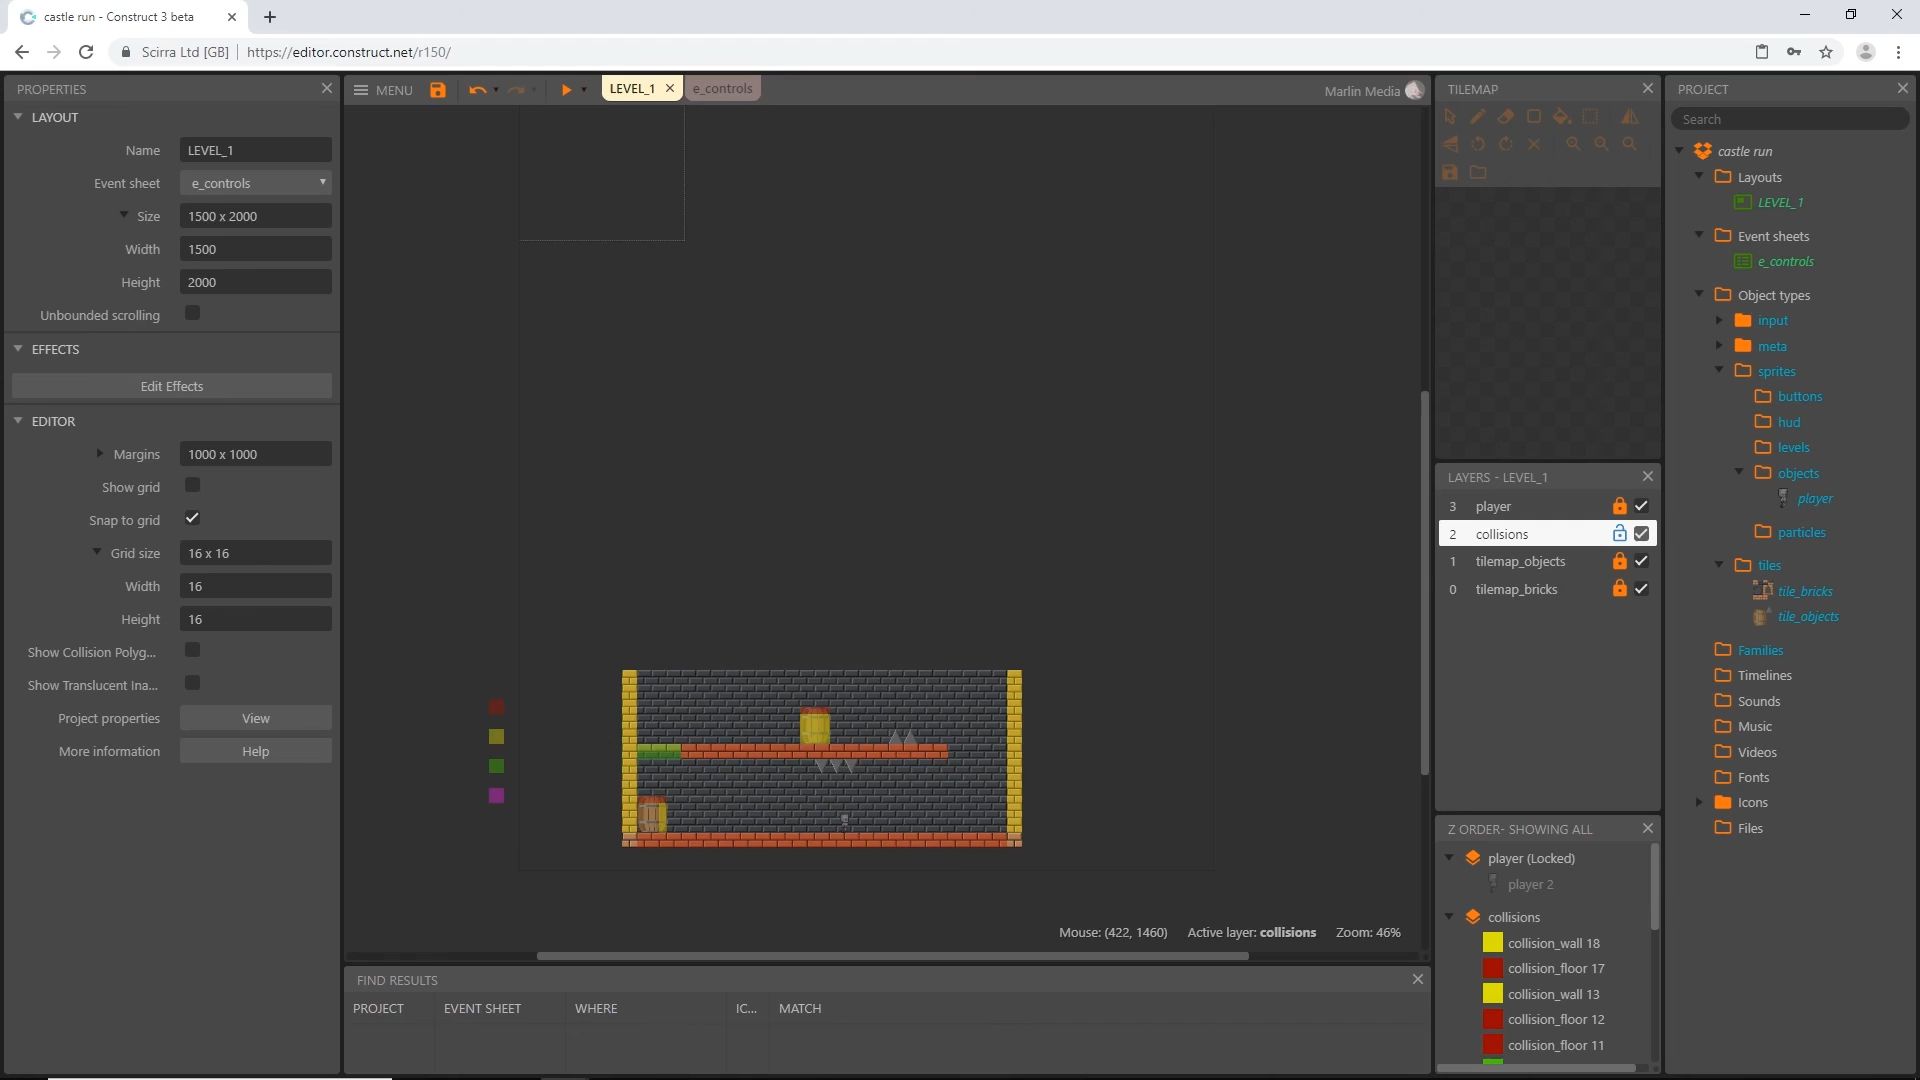 castle run - Construct 3 beta
Scirra Ltd [GB]
https://editor.construct.net/r150/
PROPERTIES
LAYOUT
Name LEVEL_1
Event sheet e_controls
Size 1500 x 2000
Width 1500
Height 2000
Unbounded scrolling
EFFECTS
Edit Effects
EDITOR
Margins 1000 x 1000
Show grid
Snap to grid
Grid size 16 x 16
Width 16
Height 16
Show Collision Polyg...
Show Translucent Ina...
Project properties View
More information Help
MENU
LEVEL_1
e_controls
Marlin Media
Mouse: (422, 1460) Active layer: collisions Zoom: 46%
FIND RESULTS
PROJECT EVENT SHEET WHERE IC... MATCH
TILEMAP
LAYERS - LEVEL_1
3 player
2 collisions
1 tilemap_objects
0 tilemap_bricks
Z ORDER- SHOWING ALL
player (Locked)
player 2
collisions
collision_wall 18
collision_floor 17
collision_wall 13
collision_floor 12
collision_floor 11
PROJECT
Search
castle run
Layouts
LEVEL_1
Event sheets
e_controls
Object types
input
meta
sprites
buttons
hud
levels
objects
player
particles
tiles
tile_bricks
tile_objects
Families
Timelines
Sounds
Music
Videos
Fonts
Icons
Files